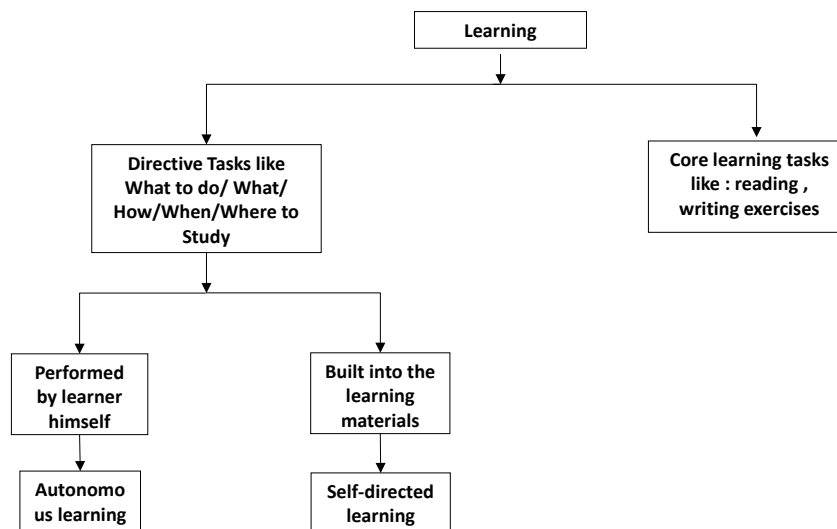 Learning
Directive Tasks like
What to do/ What/
How/When/Where to
Study
Core learning tasks
like : reading ,
writing exercises
Performed
by learner
himself
Built into the
learning
materials
Autonomo
us learning
Self-directed
learning